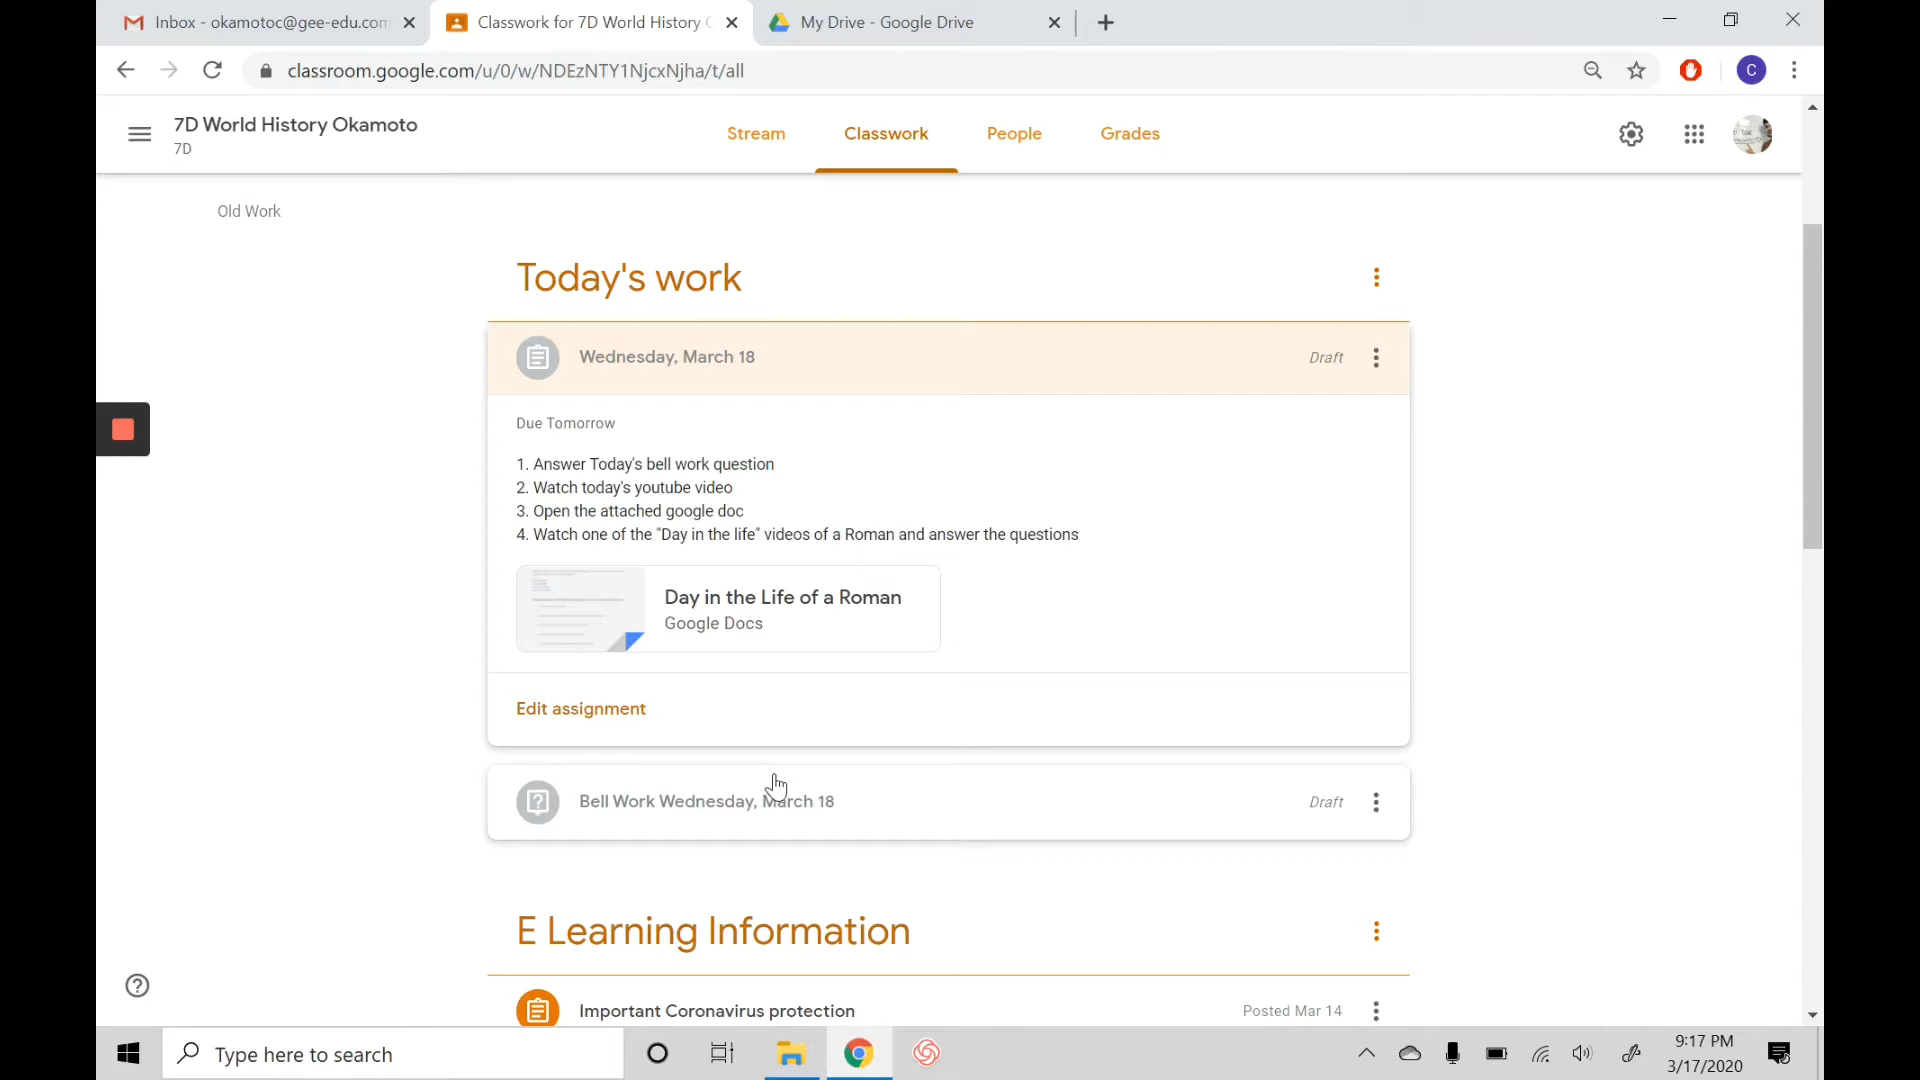 Inbox - okamotoc@gee-edu.com
Classwork for 7D World History
My Drive - Google Drive
classroom.google.com/u/0/w/NDEzNTY1NjcxNjha/t/all
C
7D World History Okamoto
7D
Stream
Classwork
People
Grades
Old Work
Today's work
Wednesday, March 18
Draft
Due Tomorrow
1. Answer Today's bell work question
2. Watch today's youtube video
3. Open the attached google doc
4. Watch one of the "Day in the life" videos of a Roman and answer the questions
Day in the Life of a Roman
Google Docs
Edit assignment
Bell Work Wednesday, March 18
Draft
E Learning Information
Important Coronavirus protection
Posted Mar 14
Type here to search
9:17 PM
3/17/2020